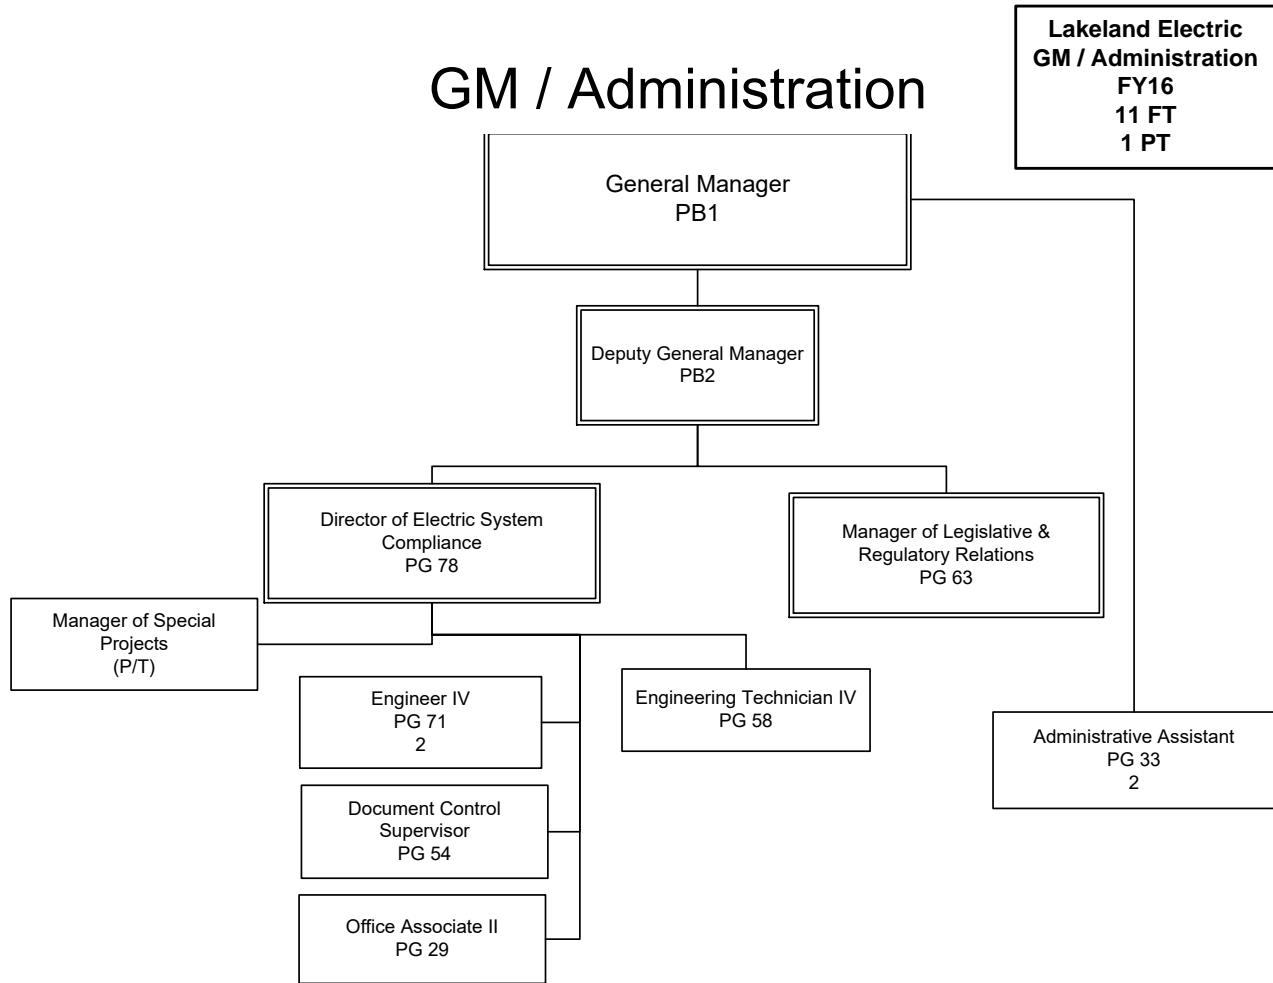 Lakeland Electric
GM / Administration
FY16
11 FT
1 PT
GM / Administration
General Manager
PB1
Deputy General Manager
PB2
Director of Electric System
Compliance
PG 78
Manager of Legislative &
Regulatory Relations
PG 63
Manager of Special
Projects
(P/T)
Engineer IV
PG 71
2
Engineering Technician IV
PG 58
Administrative Assistant
PG 33
2
Document Control
Supervisor
PG 54
Office Associate II
PG 29